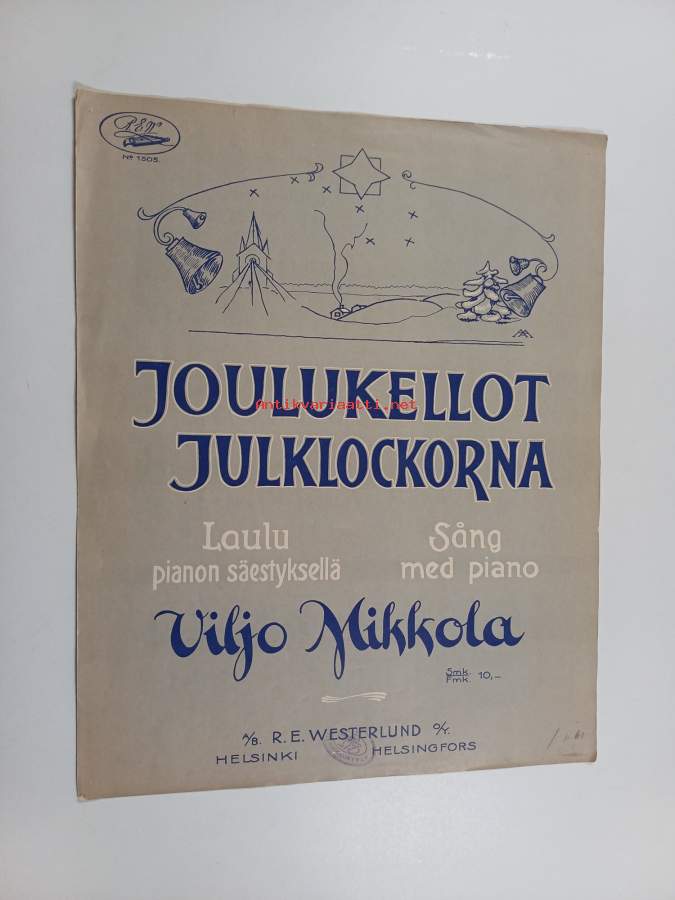 R.E.W.
No 1505.
JOULUKELLOT
Antikvariaatti.net
JULKLOCKORNA
Laulu Sång
pianon säestyksellä med piano
Viljo Mikkola
Smk. Fmk. 10,-
A/B. R.E. WESTERLUND O/Y.
HELSINKI HELSINGFORS